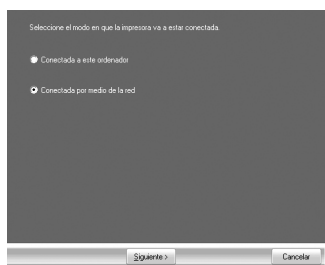 Seleccione el modo en que la impresora va a estar conectada.
Conectada a este ordenador
Conectada por medio de la red
Siguiente >
Cancelar